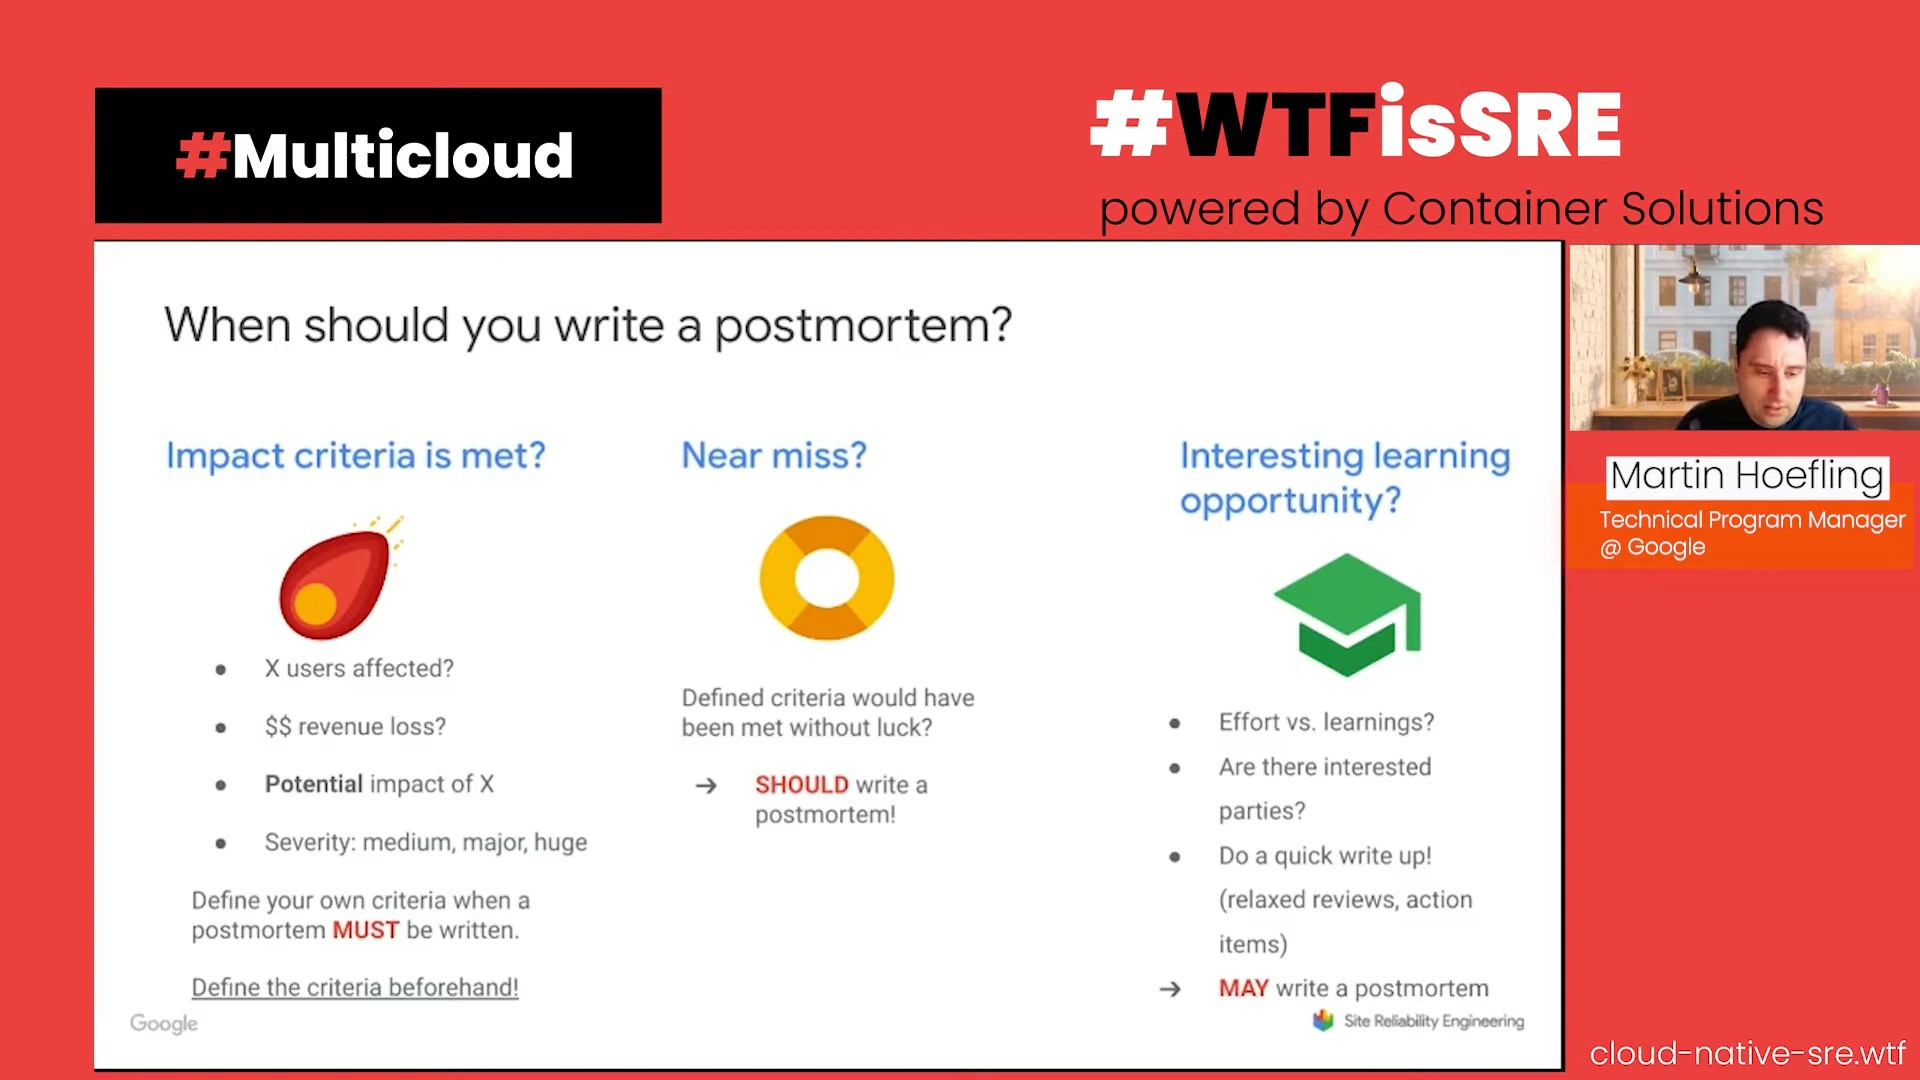 #Multicloud
#WTFisSRE
powered by Container Solutions
When should you write a postmortem?
Impact criteria is met?
X users affected?
$$ revenue loss?
Potential impact of X
Severity: medium, major, huge
Define your own criteria when a
postmortem MUST be written.
Define the criteria beforehand!
Near miss?
Defined criteria would have
been met without luck?
→ SHOULD write a
postmortem!
Interesting learning
opportunity?
Effort vs. learnings?
Are there interested
parties?
Do a quick write up!
(relaxed reviews, action
items)
→ MAY write a postmortem
Google
Site Reliability Engineering
Martin Hoefling
Technical Program Manager
@ Google
cloud-native-sre.wtf